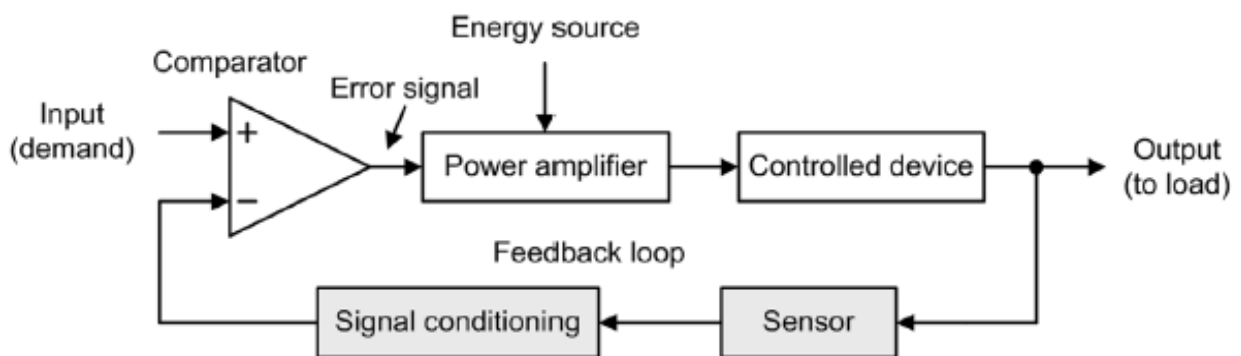 Energy source
Comparator
Error signal
Input
(demand)
+
−
Power amplifier
Controlled device
Output
(to load)
Feedback loop
Signal conditioning
Sensor